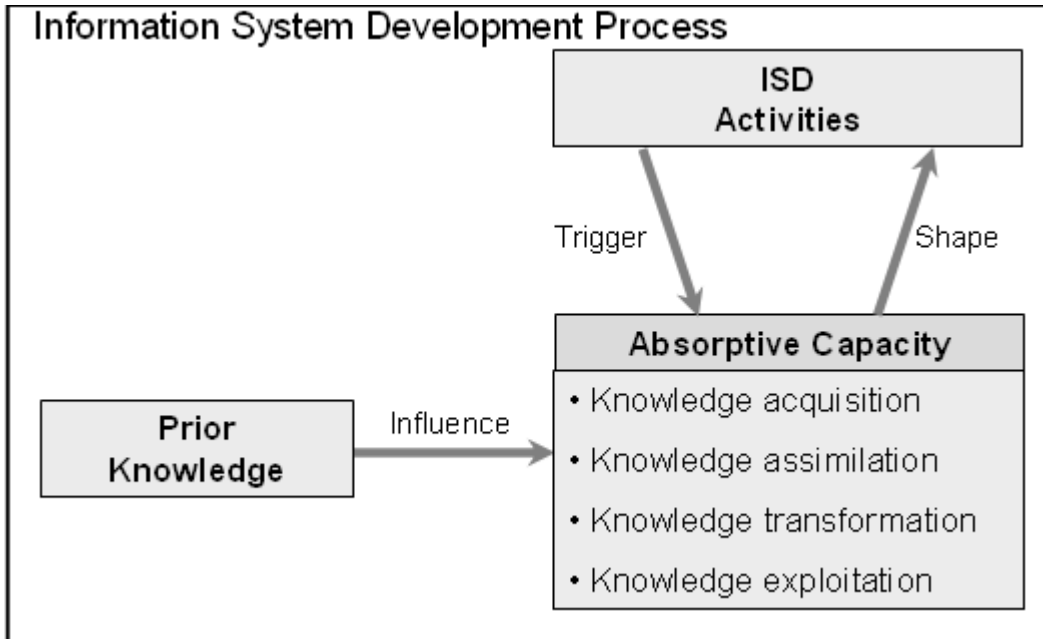 Information System Development Process
ISD
Activities
Trigger
Shape
Absorptive Capacity
• Knowledge acquisition
• Knowledge assimilation
• Knowledge transformation
• Knowledge exploitation
Prior
Knowledge
Influence